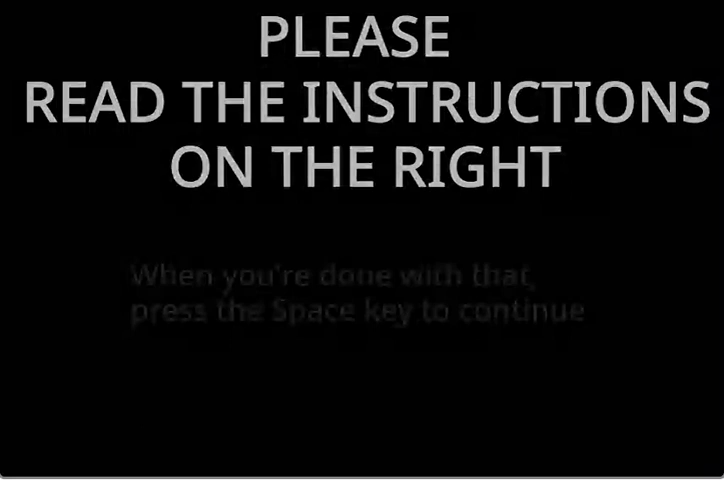 PLEASE
READ THE INSTRUCTIONS
ON THE RIGHT
When you're done with that,
press the Space key to continue